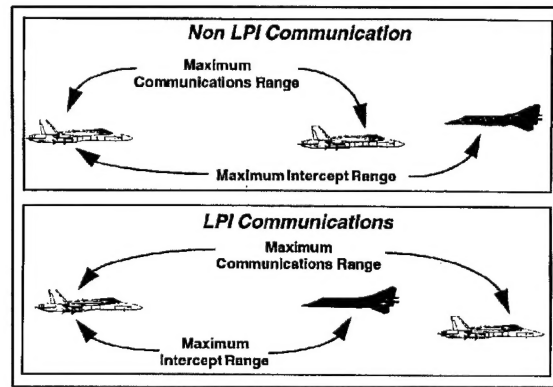 Non LPI Communication
Maximum
Communications Range
Maximum Intercept Range
LPI Communications
Maximum
Communications Range
Maximum
Intercept Range